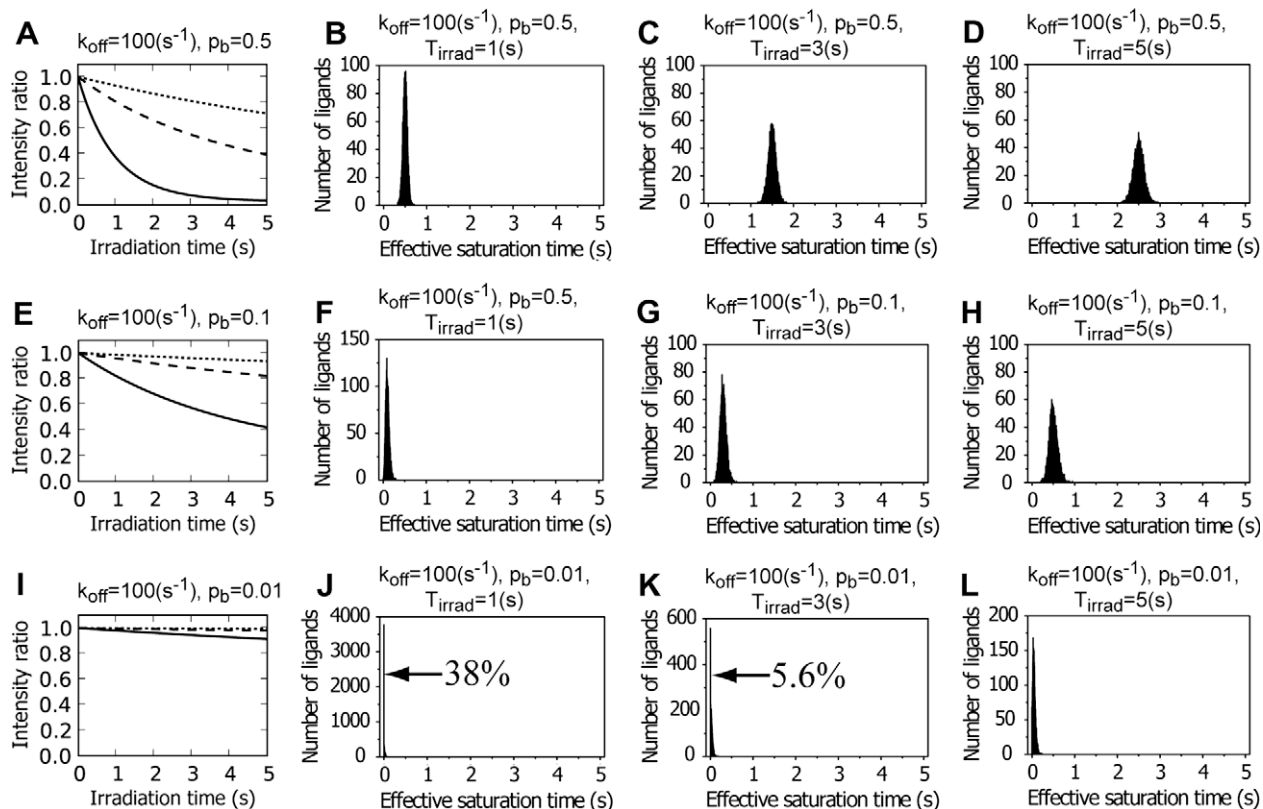 A
k_off=100(s^-1), p_b=0.5
1.0
0.8
0.6
0.4
0.2
0.0
Intensity ratio
0 1 2 3 4 5
Irradiation time (s)
B
k_off=100(s^-1), p_b=0.5,
T_irrad=1(s)
100
80
60
40
20
0
Number of ligands
0 1 2 3 4 5
Effective saturation time (s)
C
k_off=100(s^-1), p_b=0.5,
T_irrad=3(s)
100
80
60
40
20
0
Number of ligands
0 1 2 3 4 5
Effective saturation time (s)
D
k_off=100(s^-1), p_b=0.5,
T_irrad=5(s)
100
80
60
40
20
0
Number of ligands
0 1 2 3 4 5
Effective saturation time (s)
E
k_off=100(s^-1), p_b=0.1
1.0
0.8
0.6
0.4
0.2
0.0
Intensity ratio
0 1 2 3 4 5
Irradiation time (s)
F
k_off=100(s^-1), p_b=0.5,
T_irrad=1(s)
150
100
50
0
Number of ligands
0 1 2 3 4 5
Effective saturation time (s)
G
k_off=100(s^-1), p_b=0.1,
T_irrad=3(s)
100
80
60
40
20
0
Number of ligands
0 1 2 3 4 5
Effective saturation time (s)
H
k_off=100(s^-1), p_b=0.1,
T_irrad=5(s)
100
80
60
40
20
0
Number of ligands
0 1 2 3 4 5
Effective saturation time (s)
I
k_off=100(s^-1), p_b=0.01
1.0
0.8
0.6
0.4
0.2
0.0
Intensity ratio
0 1 2 3 4 5
Irradiation time (s)
J
k_off=100(s^-1), p_b=0.01,
T_irrad=1(s)
4000
3000
2000
1000
0
Number of ligands
38%
0 1 2 3 4 5
Effective saturation time (s)
K
k_off=100(s^-1), p_b=0.01,
T_irrad=3(s)
600
400
200
0
Number of ligands
5.6%
0 1 2 3 4 5
Effective saturation time (s)
L
k_off=100(s^-1), p_b=0.01,
T_irrad=5(s)
200
150
100
50
0
Number of ligands
0 1 2 3 4 5
Effective saturation time (s)